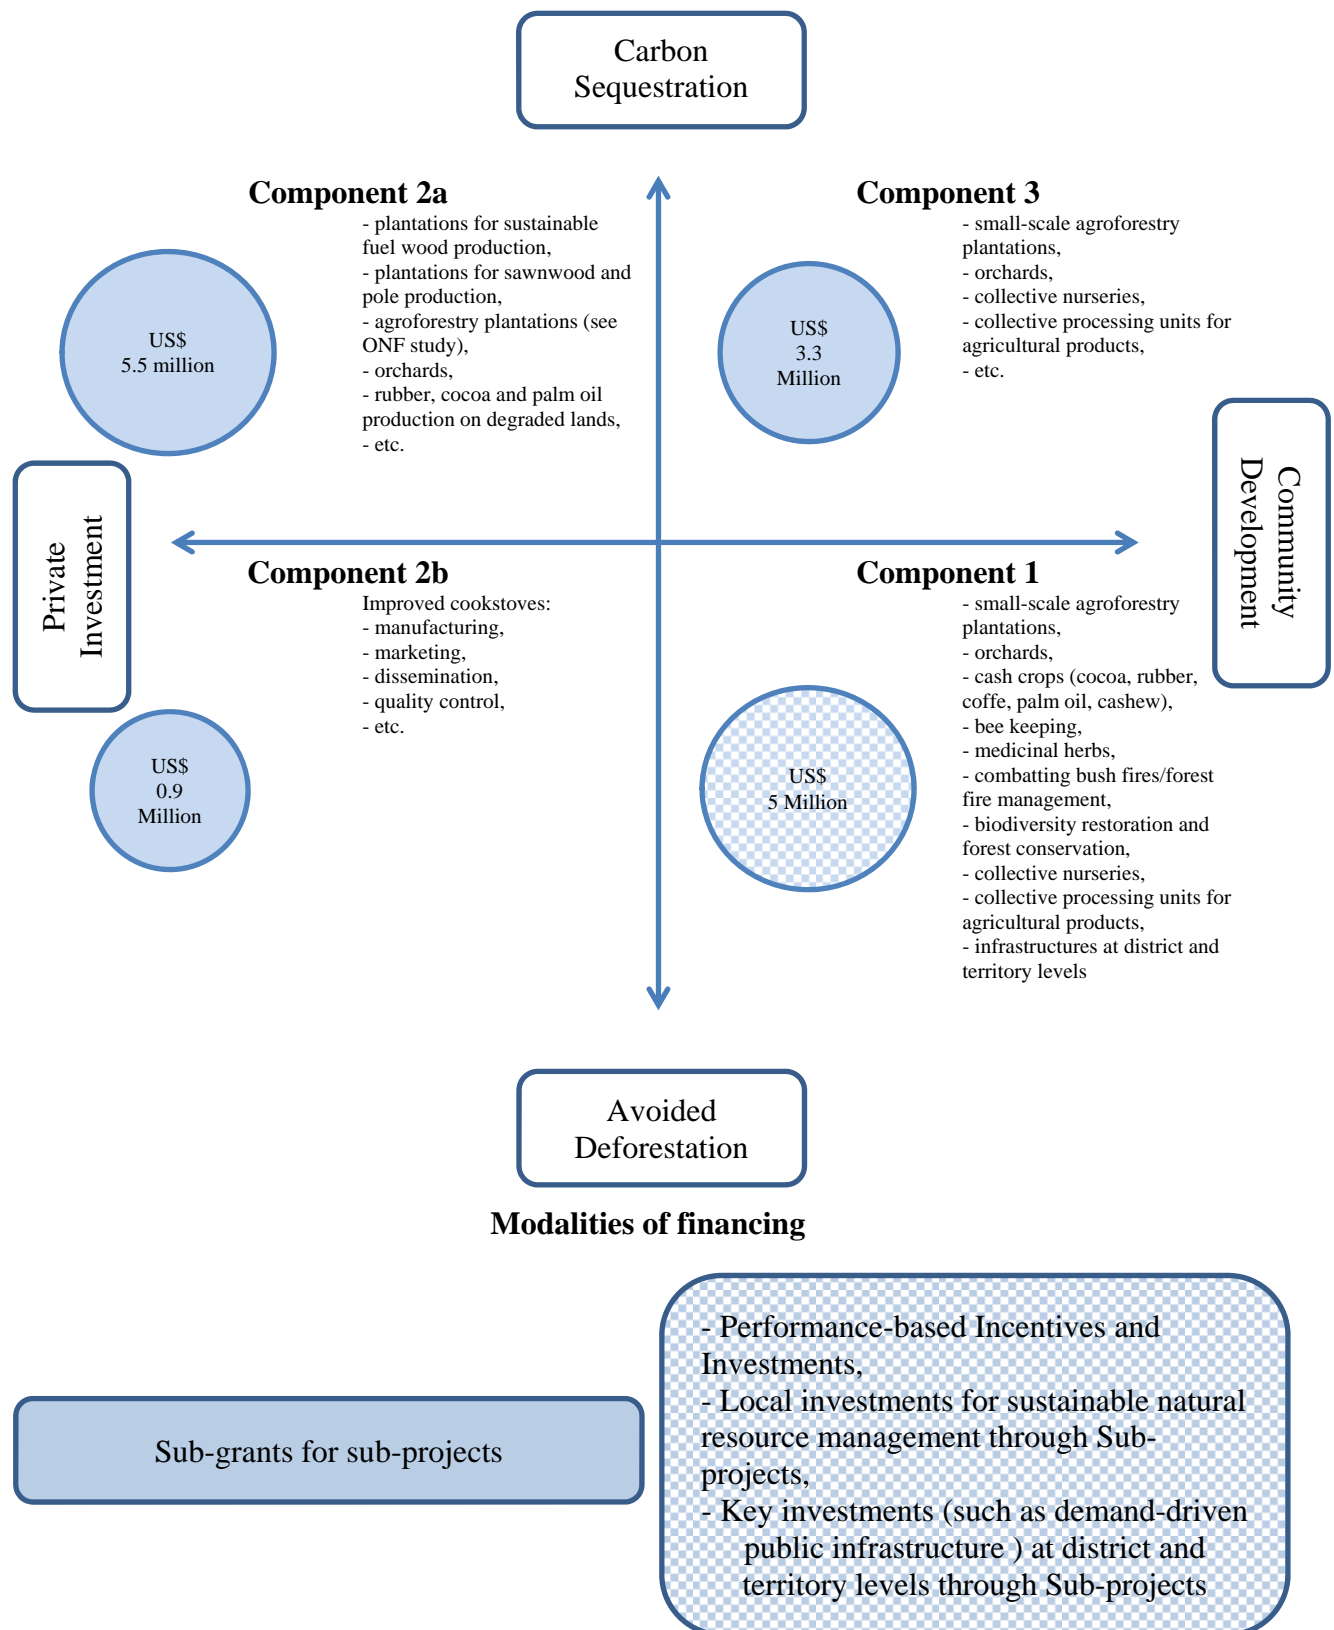 Carbon
Sequestration
Component 2a
- plantations for sustainable
fuel wood production,
- plantations for sawnwood and
pole production,
- agroforestry plantations (see
ONF study),
- orchards,
- rubber, cocoa and palm oil
production on degraded lands,
- etc.
US$
5.5 million
Component 3
- small-scale agroforestry
plantations,
- orchards,
- collective nurseries,
- collective processing units for
agricultural products,
- etc.
US$
3.3
Million
Private
Investment
Community
Development
Component 2b
Improved cookstoves:
- manufacturing,
- marketing,
- dissemination,
- quality control,
- etc.
US$
0.9
Million
Component 1
- small-scale agroforestry
plantations,
- orchards,
- cash crops (cocoa, rubber,
coffe, palm oil, cashew),
- bee keeping,
- medicinal herbs,
- combatting bush fires/forest
fire management,
- biodiversity restoration and
forest conservation,
- collective nurseries,
- collective processing units for
agricultural products,
- infrastructures at district and
territory levels
US$
5 Million
Avoided
Deforestation
Modalities of financing
Sub-grants for sub-projects
- Performance-based Incentives and
Investments,
- Local investments for sustainable natural
resource management through Sub-
projects,
- Key investments (such as demand-driven
public infrastructure ) at district and
territory levels through Sub-projects